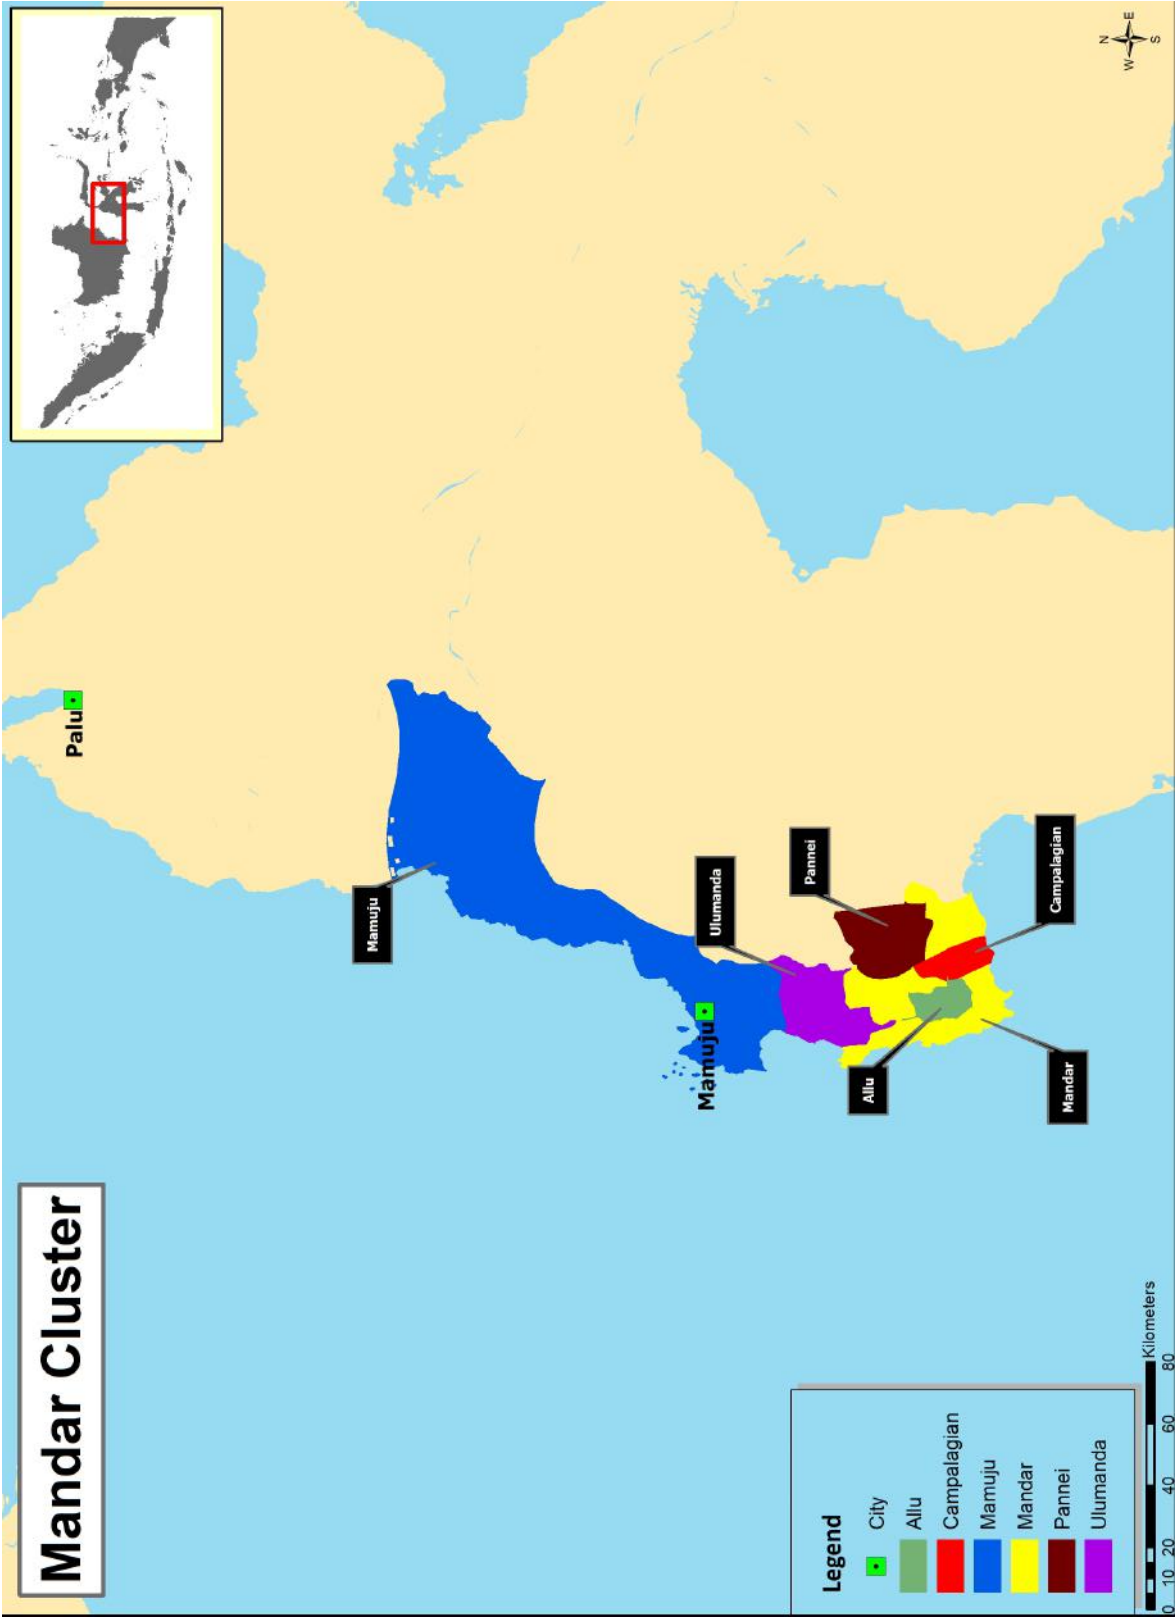 Mandar Cluster
N
W
E
S
Palu
Mamuju
Mamuju
Ulumanda
Pannei
Campalagian
Allu
Mandar
Legend
City
Allu
Campalagian
Mamuju
Mandar
Pannei
Ulumanda
0 10 20 40 60 80
Kilometers